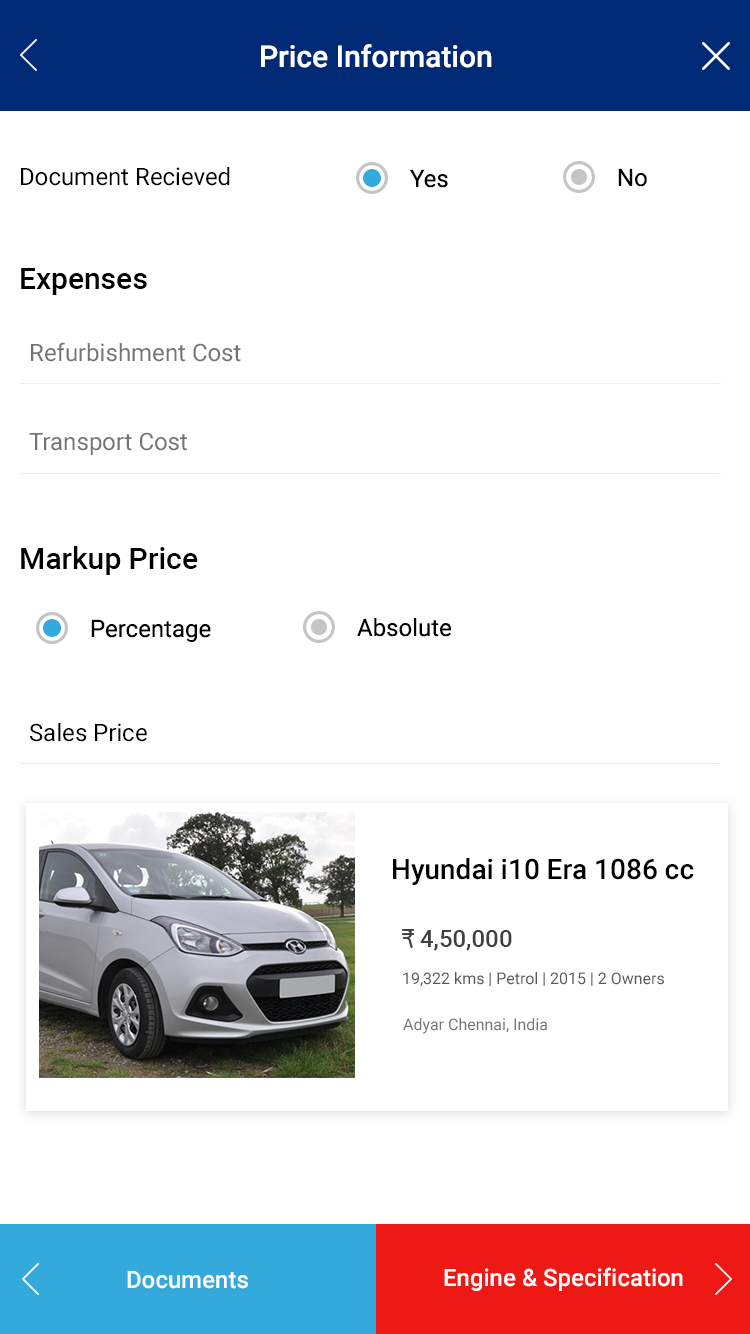 Price Information
Document Recieved
Yes
No
Expenses
Refurbishment Cost
Transport Cost
Markup Price
Percentage
Absolute
Sales Price
Hyundai i10 Era 1086 cc
₹ 4,50,000
19,322 kms | Petrol | 2015 | 2 Owners
Adyar Chennai, India
Documents
Engine & Specification